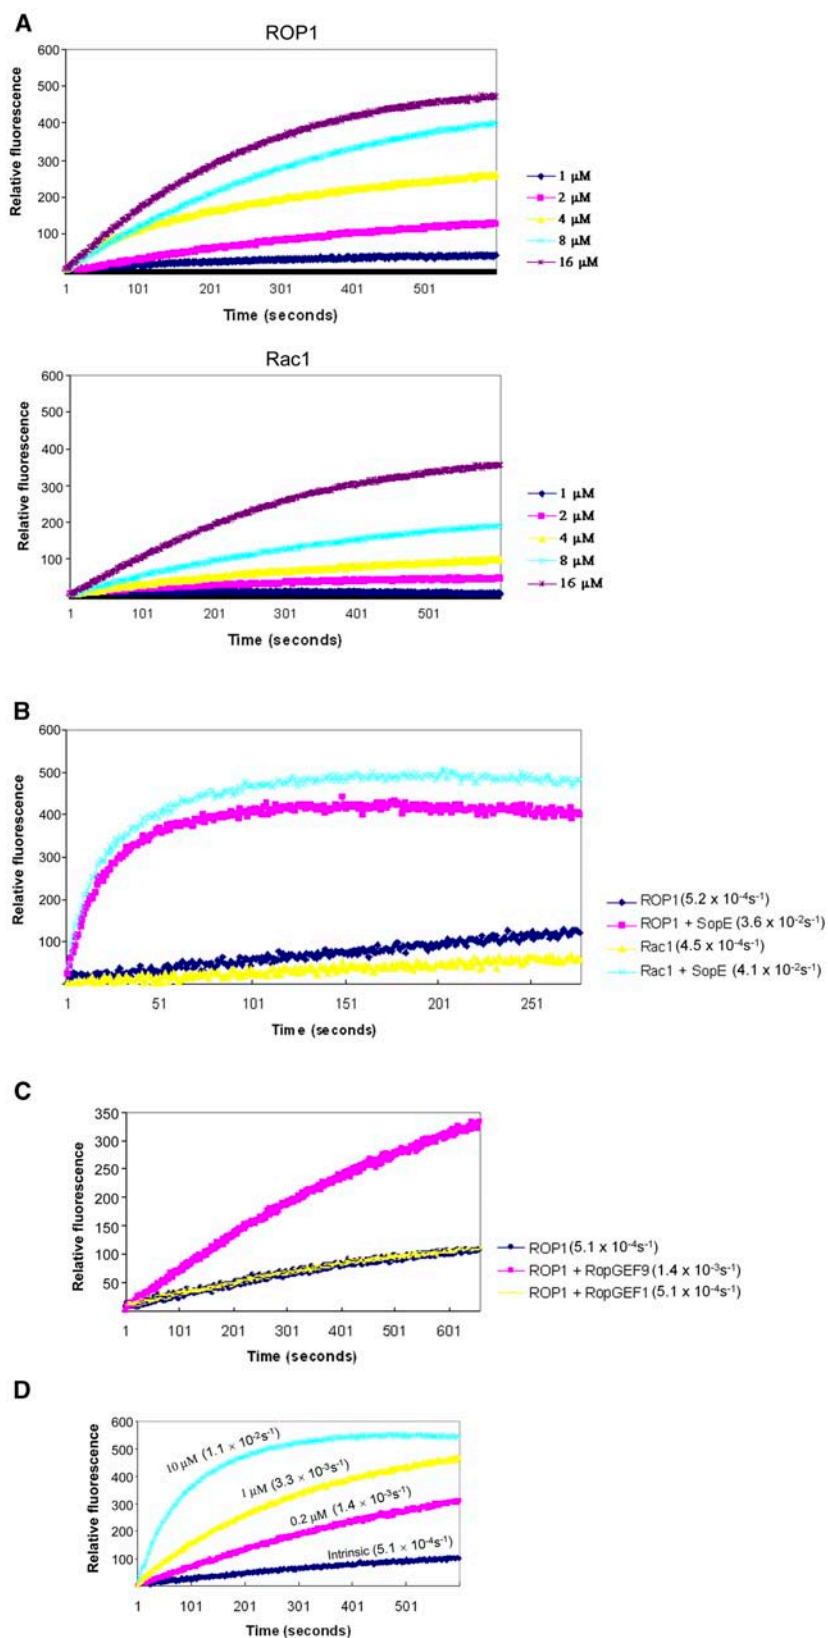 A
ROP1
Relative fluorescence
600
500
400
300
200
100
1 101 201 301 401 501
Time (seconds)
1 μM
2 μM
4 μM
8 μM
16 μM
Rac1
Relative fluorescence
600
500
400
300
200
100
1 101 201 301 401 501
Time (seconds)
1 μM
2 μM
4 μM
8 μM
16 μM
B
Relative fluorescence
600
500
400
300
200
100
1 51 101 151 201 251
Time (seconds)
ROP1 (5.2 x 10⁻⁴s⁻¹)
ROP1 + SopE (3.6 x 10⁻²s⁻¹)
Rac1 (4.5 x 10⁻⁴s⁻¹)
Rac1 + SopE (4.1 x 10⁻²s⁻¹)
C
Relative fluorescence
350
300
250
200
150
100
50
1 101 201 301 401 501 601
Time (seconds)
ROP1 (5.1 x 10⁻⁴s⁻¹)
ROP1 + RopGEF9 (1.4 x 10⁻³s⁻¹)
ROP1 + RopGEF1 (5.1 x 10⁻⁴s⁻¹)
D
Relative fluorescence
600
500
400
300
200
100
10 μM (1.1 × 10⁻²s⁻¹)
1 μM (3.3 × 10⁻³s⁻¹)
0.2 μM (1.4 × 10⁻³s⁻¹)
Intrinsic (5.1 × 10⁻⁴s⁻¹)
1 101 201 301 401 501
Time (seconds)